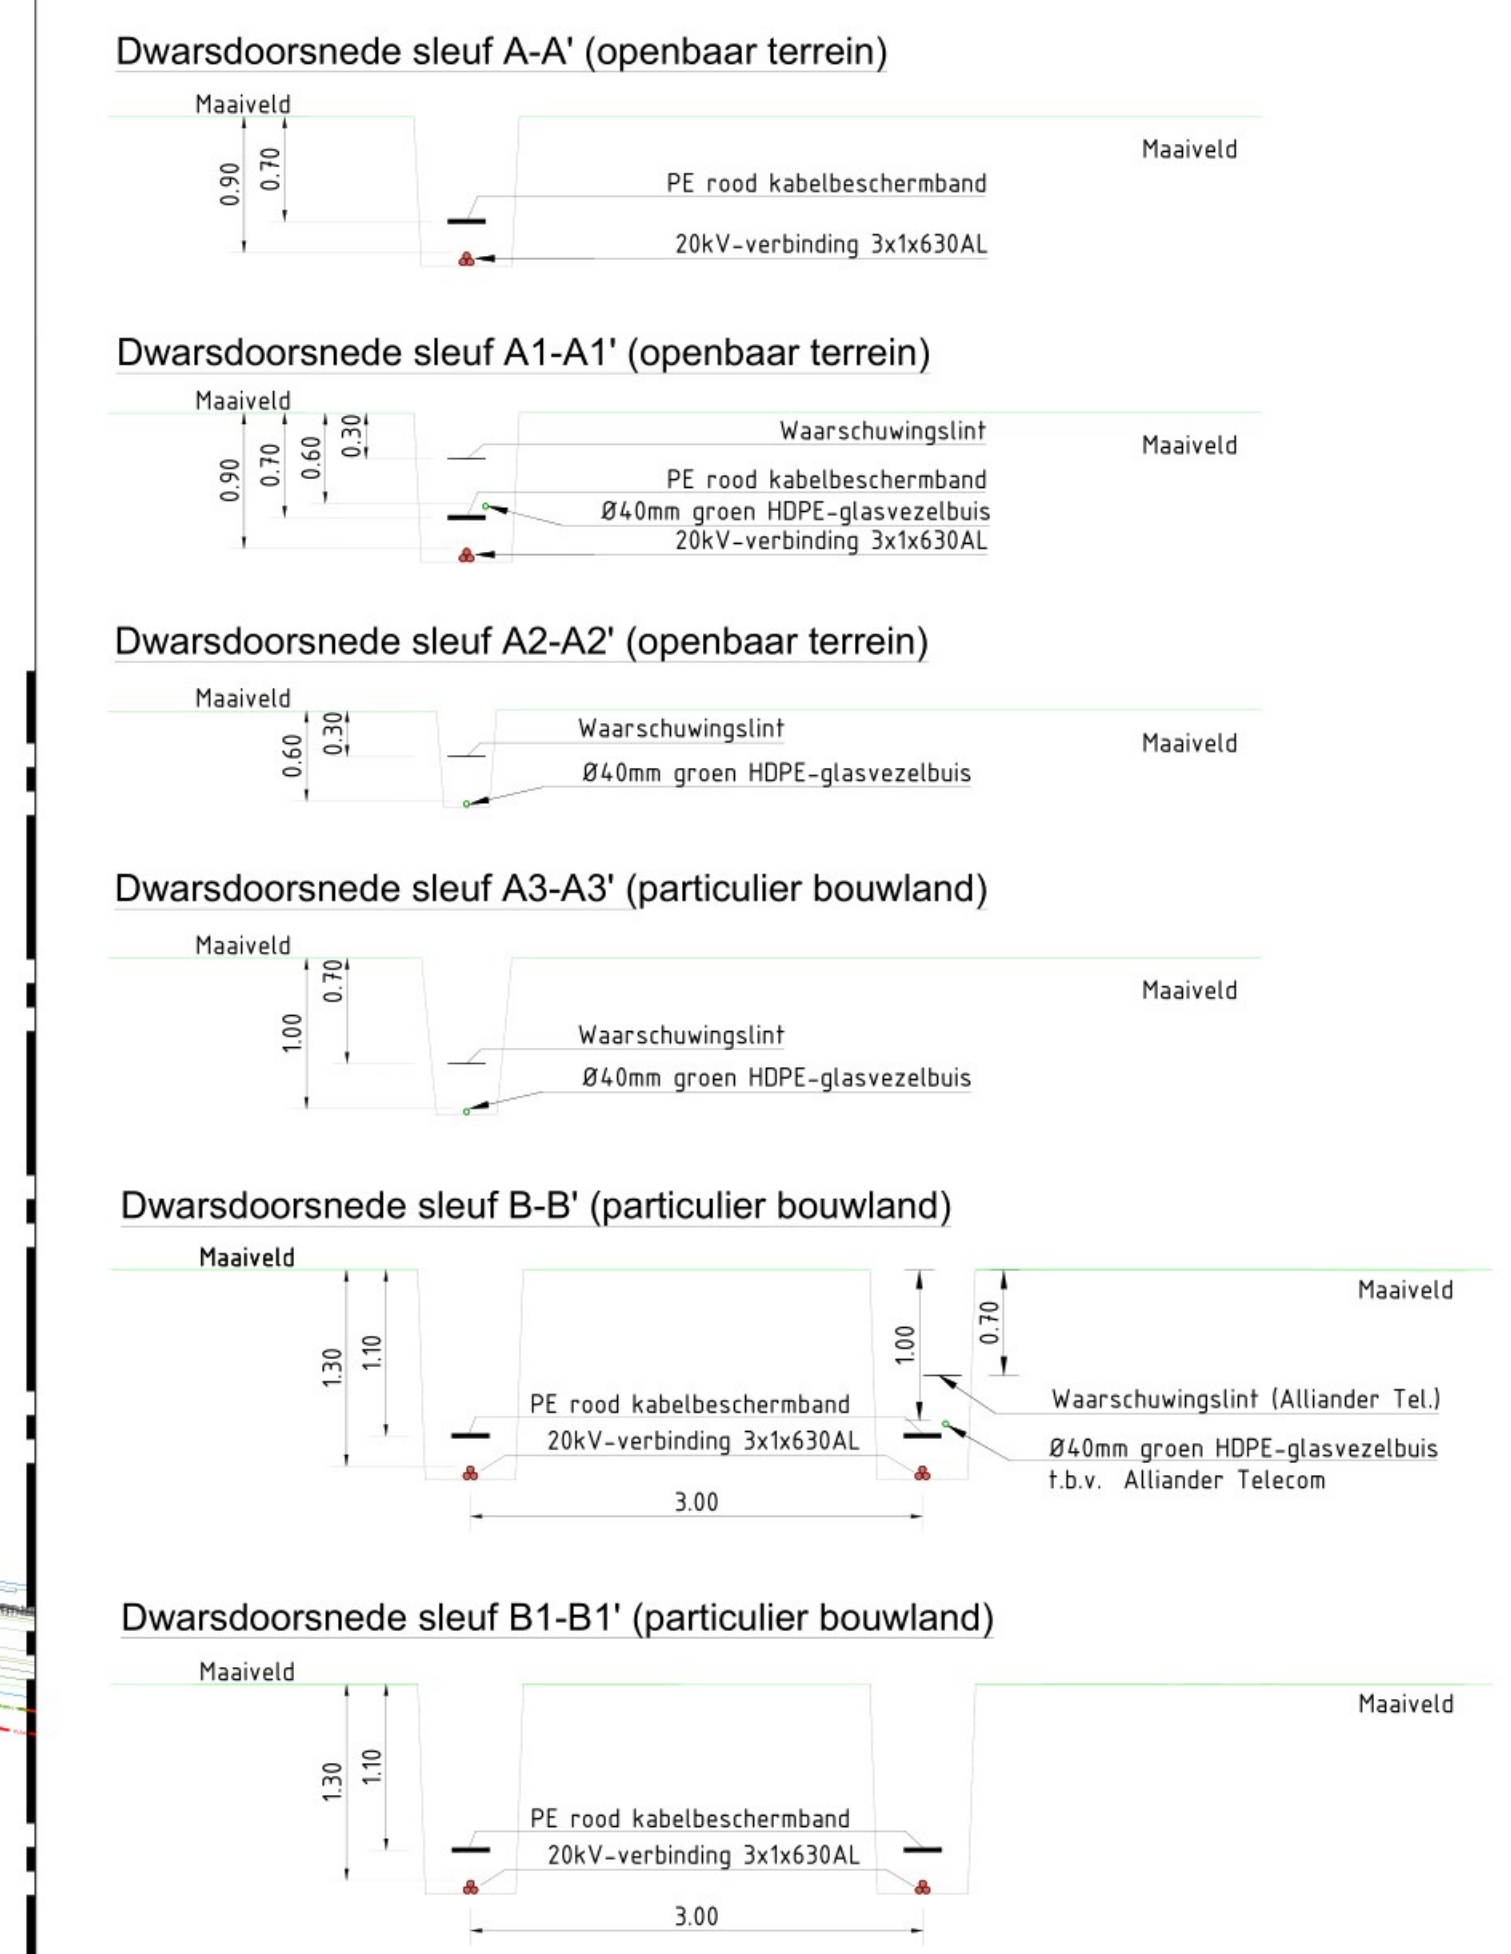 Dwarsdoorsnede sleuf A-A' (openbaar terrein)
Maaiveld
Maaiveld
0.90
0.70
PE rood kabelbeschermband
20kV-verbinding 3x1x630AL
Dwarsdoorsnede sleuf A1-A1' (openbaar terrein)
Maaiveld
Maaiveld
0.90
0.70
0.60
0.30
Waarschuwingslint
PE rood kabelbeschermband
Ø40mm groen HDPE-glasvezelbuis
20kV-verbinding 3x1x630AL
Dwarsdoorsnede sleuf A2-A2' (openbaar terrein)
Maaiveld
Maaiveld
0.60
0.30
Waarschuwingslint
Ø40mm groen HDPE-glasvezelbuis
Dwarsdoorsnede sleuf A3-A3' (particulier bouwland)
Maaiveld
Maaiveld
1.00
0.70
Waarschuwingslint
Ø40mm groen HDPE-glasvezelbuis
Dwarsdoorsnede sleuf B-B' (particulier bouwland)
Maaiveld
Maaiveld
1.30
1.10
1.00
0.70
PE rood kabelbeschermband
20kV-verbinding 3x1x630AL
Waarschuwingslint (Alliander Tel.)
Ø40mm groen HDPE-glasvezelbuis
t.b.v. Alliander Telecom
3.00
Dwarsdoorsnede sleuf B1-B1' (particulier bouwland)
Maaiveld
Maaiveld
1.30
1.10
PE rood kabelbeschermband
20kV-verbinding 3x1x630AL
3.00